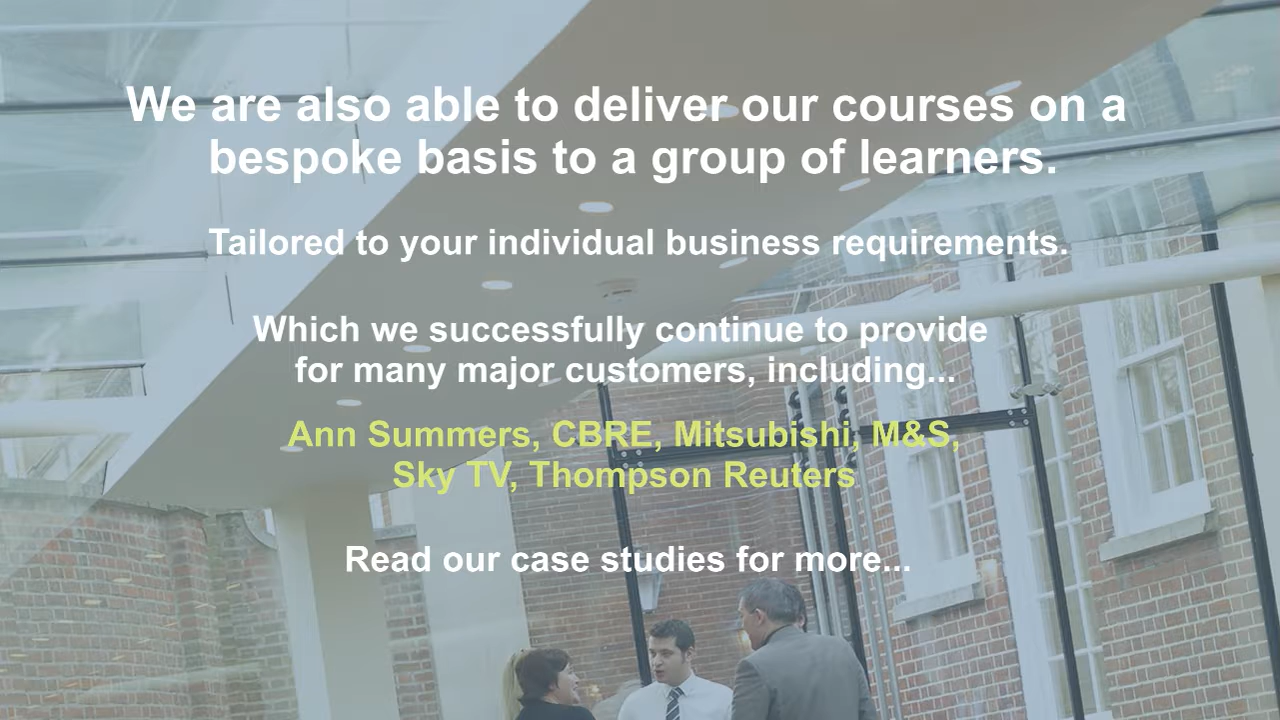 We are also able to deliver our courses on a
bespoke basis to a group of learners.
Tailored to your individual business requirements.
Which we successfully continue to provide
for many major customers, including...
Ann Summers, CBRE, Mitsubishi, M&S,
Sky TV, Thompson Reuters
Read our case studies for more...